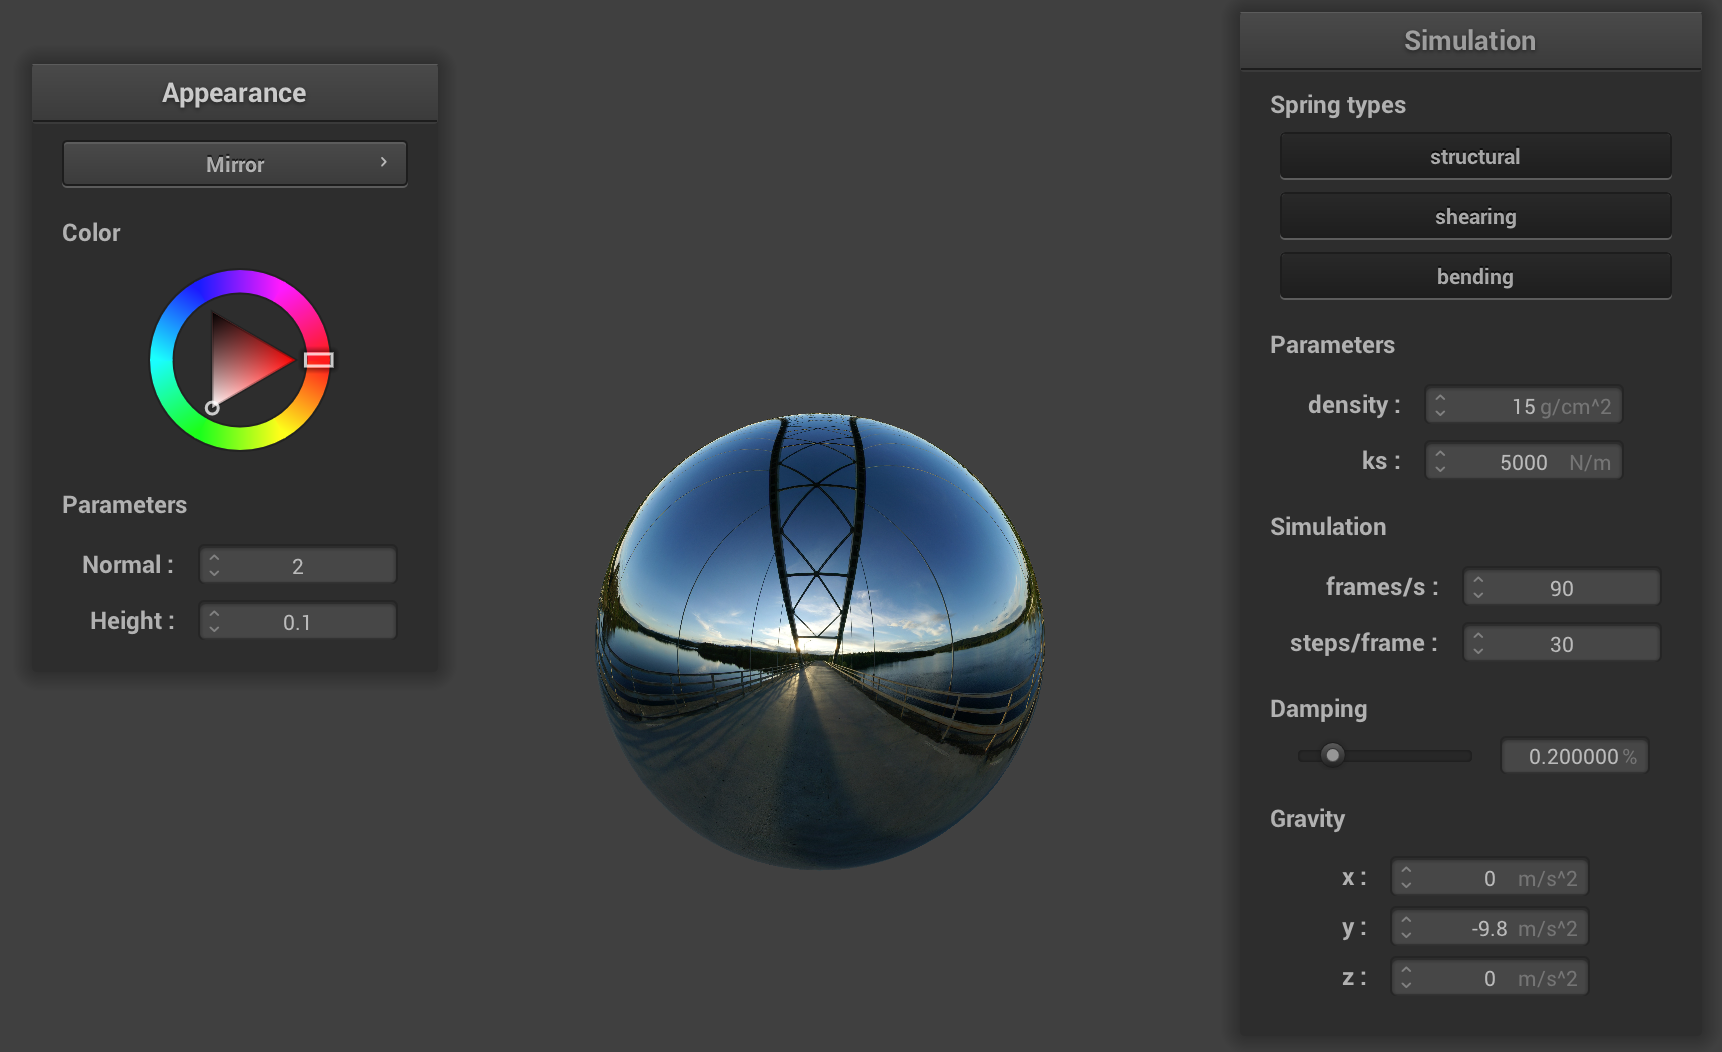 Appearance
Mirror
Color
Parameters
Normal : 2
Height : 0.1
Simulation
Spring types
structural
shearing
bending
Parameters
density : 15 g/cm^2
ks : 5000 N/m
Simulation
frames/s : 90
steps/frame : 30
Damping
0.200000 %
Gravity
x : 0 m/s^2
y : -9.8 m/s^2
z : 0 m/s^2